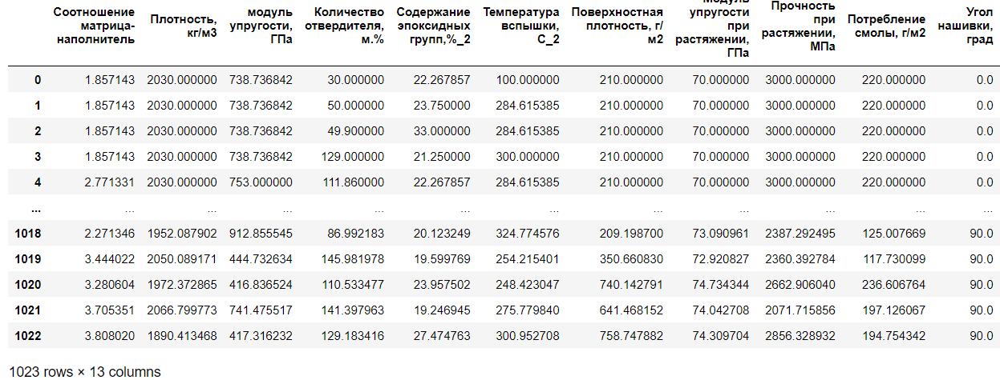 Соотношение матрица-наполнитель Плотность, кг/м3 модуль упругости, ГПа Количество отвердителя, м.% Содержание эпоксидных групп,%_2 Температура вспышки, С_2 Поверхностная плотность, г/м2 Модуль упругости при растяжении, ГПа Прочность при растяжении, МПа Потребление смолы, г/м2 Угол нашивки, град
0 1.857143 2030.000000 738.736842 30.000000 22.267857 100.000000 210.000000 70.000000 3000.000000 220.000000 0.0
1 1.857143 2030.000000 738.736842 50.000000 23.750000 284.615385 210.000000 70.000000 3000.000000 220.000000 0.0
2 1.857143 2030.000000 738.736842 49.900000 33.000000 284.615385 210.000000 70.000000 3000.000000 220.000000 0.0
3 1.857143 2030.000000 738.736842 129.000000 21.250000 300.000000 210.000000 70.000000 3000.000000 220.000000 0.0
4 2.771331 2030.000000 753.000000 111.860000 22.267857 284.615385 210.000000 70.000000 3000.000000 220.000000 0.0
... ... ... ... ... ... ... ... ... ... ... ...
1018 2.271346 1952.087902 912.855545 86.992183 20.123249 324.774576 209.198700 73.090961 2387.292495 125.007669 90.0
1019 3.444022 2050.089171 444.732634 145.981978 19.599769 254.215401 350.660830 72.920827 2360.392784 117.730099 90.0
1020 3.280604 1972.372865 416.836524 110.533477 23.957502 248.423047 740.142791 74.734344 2662.906040 236.606764 90.0
1021 3.705351 2066.799773 741.475517 141.397963 19.246945 275.779840 641.468152 74.042708 2071.715856 197.126067 90.0
1022 3.808020 1890.413468 417.316232 129.183416 27.474763 300.952708 758.747882 74.309704 2856.328932 194.754342 90.0
1023 rows × 13 columns